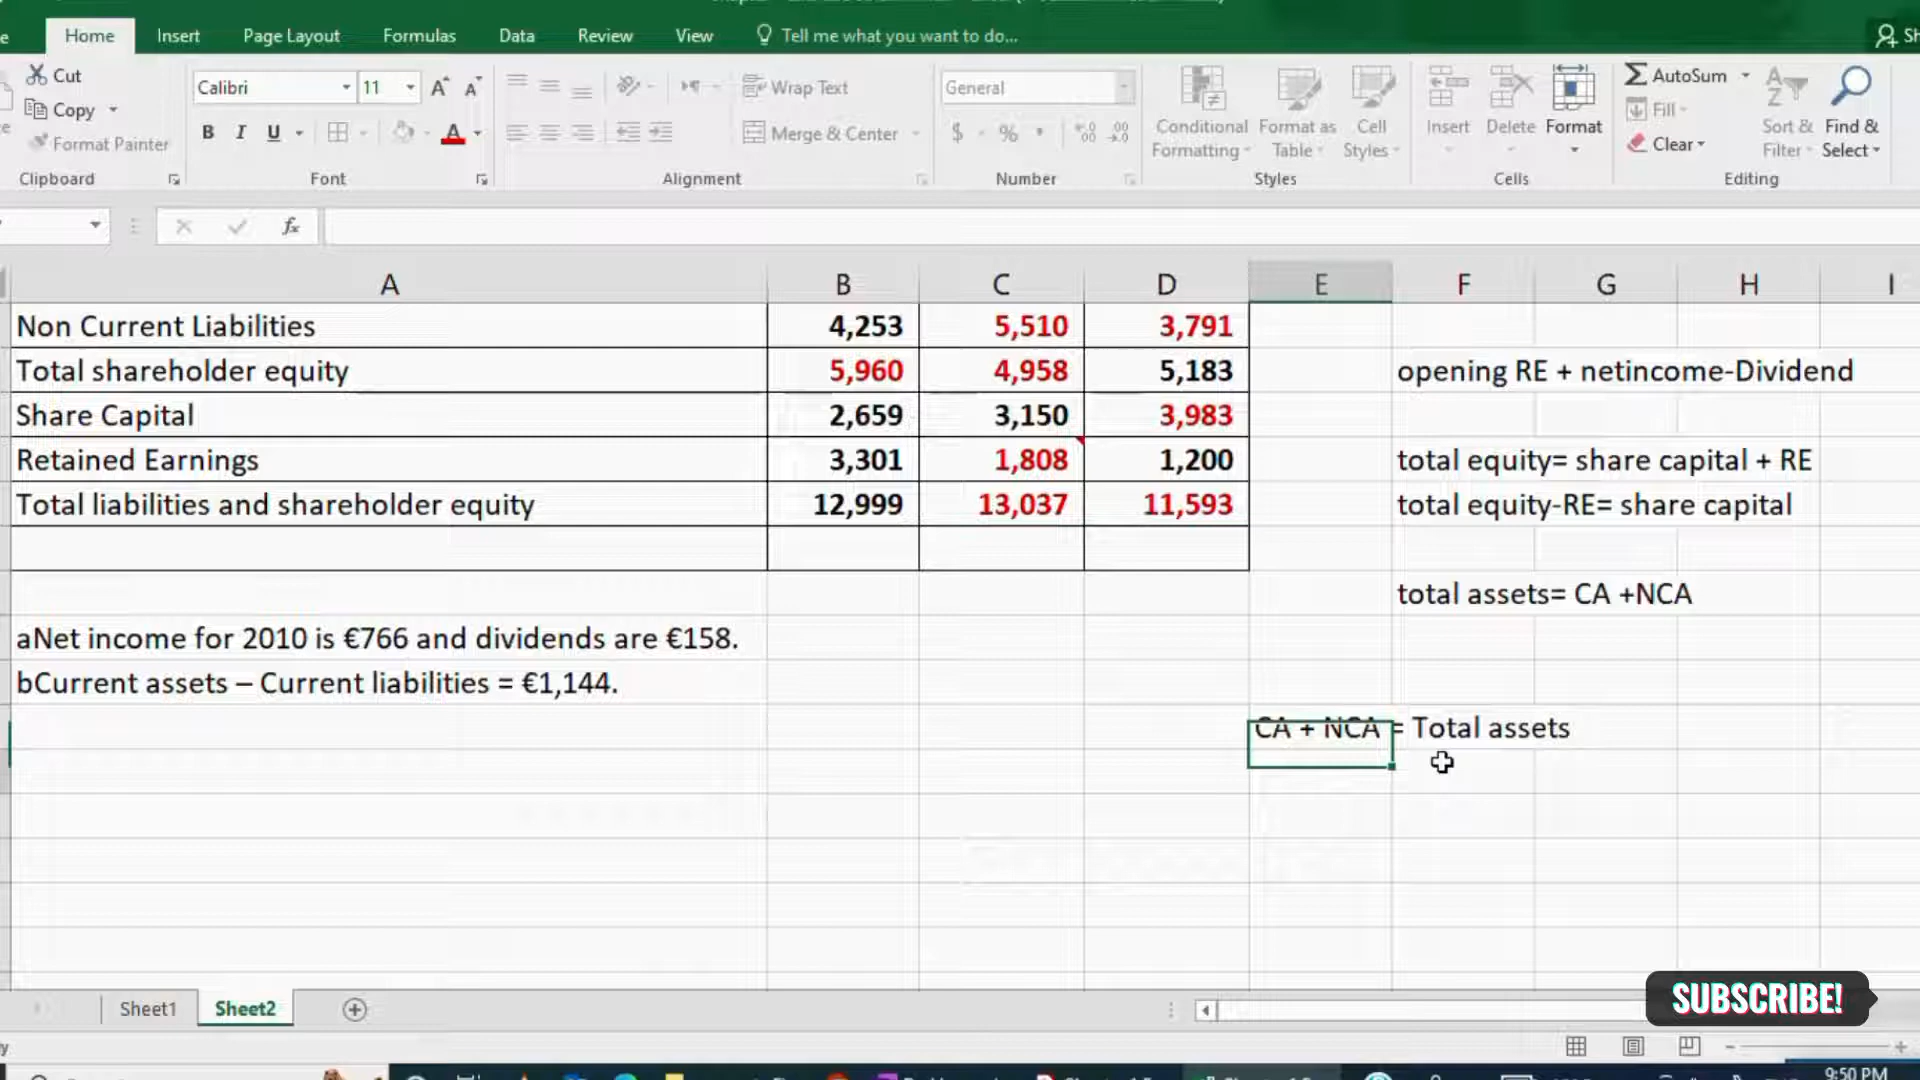 Home Insert Page Layout Formulas Data Review View Tell me what you want to do...
Cut
Copy
Format Painter
Clipboard
Calibri 11
B I U A
Font
Wrap Text
Merge & Center
Alignment
General
$ %
Number
Conditional Formatting
Format as Table
Cell Styles
Styles
Insert Delete Format
Cells
AutoSum
Fill
Clear
Sort & Filter
Find & Select
Editing
fx
A B C D E F G H I
Non Current Liabilities 4,253 5,510 3,791
Total shareholder equity 5,960 4,958 5,183 opening RE + netincome-Dividend
Share Capital 2,659 3,150 3,983
Retained Earnings 3,301 1,808 1,200 total equity= share capital + RE
Total liabilities and shareholder equity 12,999 13,037 11,593 total equity-RE= share capital
total assets= CA +NCA
aNet income for 2010 is €766 and dividends are €158.
bCurrent assets – Current liabilities = €1,144.
CA + NCA = Total assets
SUBSCRIBE!
Sheet1 Sheet2
9:50 PM